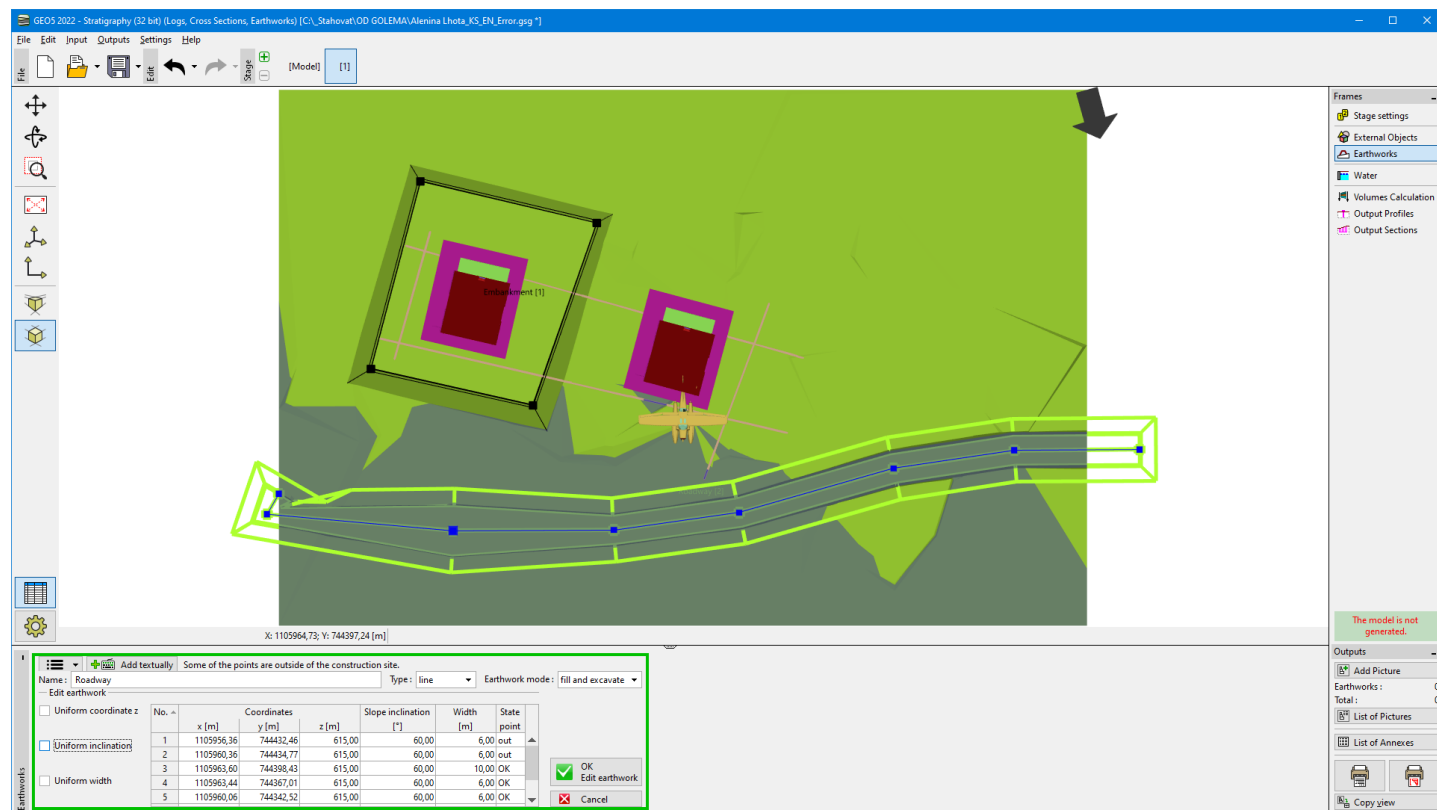 GEO5 2022 - Stratigraphy (32 bit) (Logs, Cross Sections, Earthworks) [C:\_Stahovat\OD GOLEMA\Alenina Lhota_KS_EN_Error.gsg *]
File Edit Input Outputs Settings Help
File
Edit
Stage
[Model] [1]
Embankment [1]
Frames
Stage settings
External Objects
Earthworks
Water
Volumes Calculation
Output Profiles
Output Sections
X: 1105964,73; Y: 744397,24 [m]
The model is not
generated.
Outputs
Add Picture
Earthworks : 0
Total : 0
List of Pictures
List of Annexes
Copy view
Earthworks
Add textually Some of the points are outside of the construction site.
Name : Roadway Type : line Earthwork mode : fill and excavate
Edit earthwork
Uniform coordinate z
Uniform inclination
Uniform width
No. Coordinates Slope inclination Width State
x [m] y [m] z [m] [°] [m] point
1 1105956,36 744432,46 615,00 60,00 6,00 out
2 1105960,36 744434,77 615,00 60,00 6,00 out
3 1105963,60 744398,43 615,00 60,00 10,00 OK
4 1105963,44 744367,01 615,00 60,00 6,00 OK
5 1105960,06 744342,52 615,00 60,00 6,00 OK
OK
Edit earthwork
Cancel